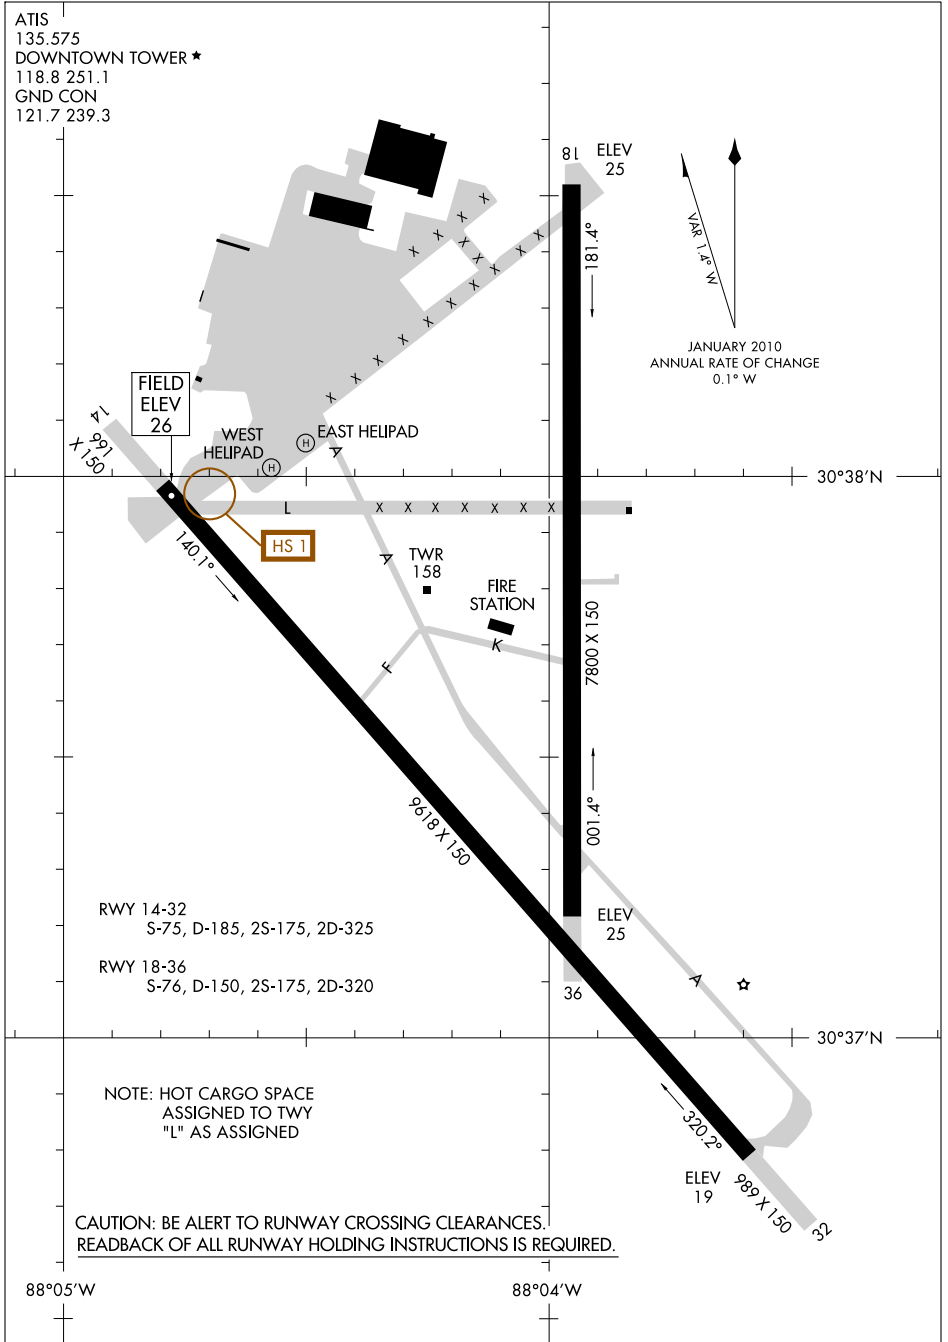 ATIS
135.575
DOWNTOWN TOWER ★
118.8 251.1
GND CON
121.7 239.3
18
ELEV
25
181.4°
VAR 1.4° W
JANUARY 2010
ANNUAL RATE OF CHANGE
0.1° W
X X X X X X X X X X X X X X X X X
FIELD
ELEV
26
14
991
X 150
WEST
HELIPAD
H
H
EAST HELIPAD
A
30°38'N
L
X X X X X X X
HS 1
140.1°
A
TWR
158
FIRE
STATION
K
F
7800 X 150
001.4°
9618 X 150
RWY 14-32
S-75, D-185, 2S-175, 2D-325
RWY 18-36
S-76, D-150, 2S-175, 2D-320
ELEV
25
36
A
30°37'N
NOTE: HOT CARGO SPACE
ASSIGNED TO TWY
"L" AS ASSIGNED
320.2°
ELEV
19
989 X 150
32
CAUTION: BE ALERT TO RUNWAY CROSSING CLEARANCES.
READBACK OF ALL RUNWAY HOLDING INSTRUCTIONS IS REQUIRED.
88°05'W
88°04'W